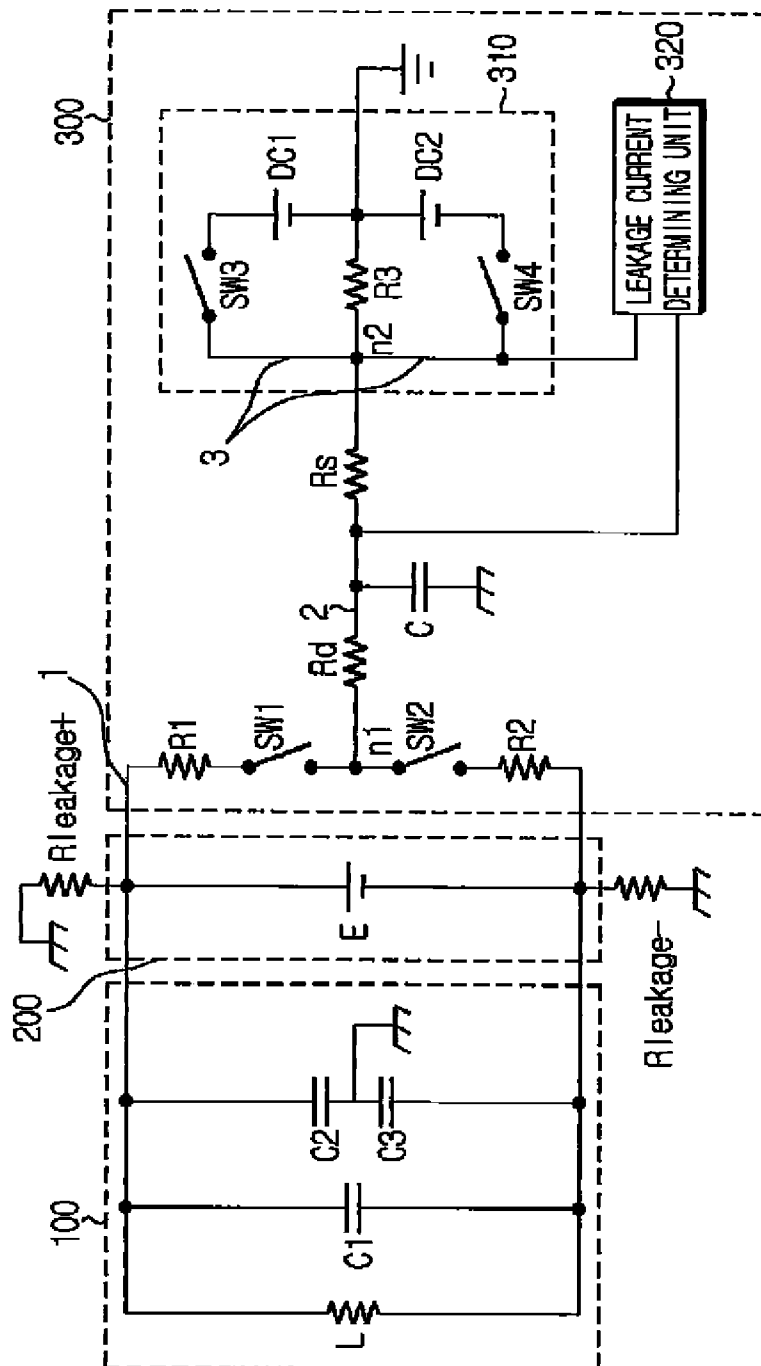 100
200
300
1
Rleakage+
R1
SW1
n1
SW2
R2
Rd
2
C
Rs
3
n2
SW3
DC1
R3
DC2
SW4
310
LEAKAGE CURRENT
DETERMINING UNIT
320
L
C1
C2
C3
E
Rleakage-